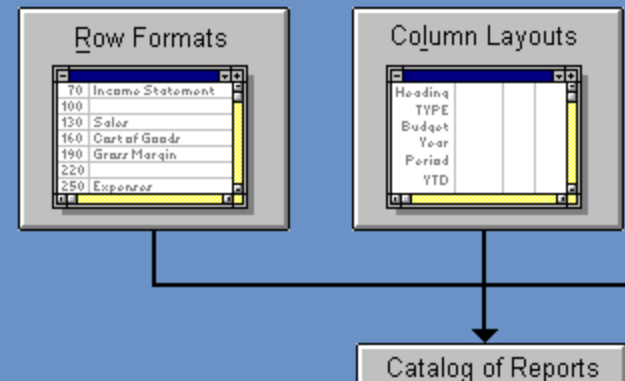 Row Formats
70 Income Statement
100
130 Sales
160 Cost of Goods
190 Gross Margin
220
250 Expenses
Column Layouts
Heading
TYPE
Budget
Year
Period
YTD
Catalog of Reports